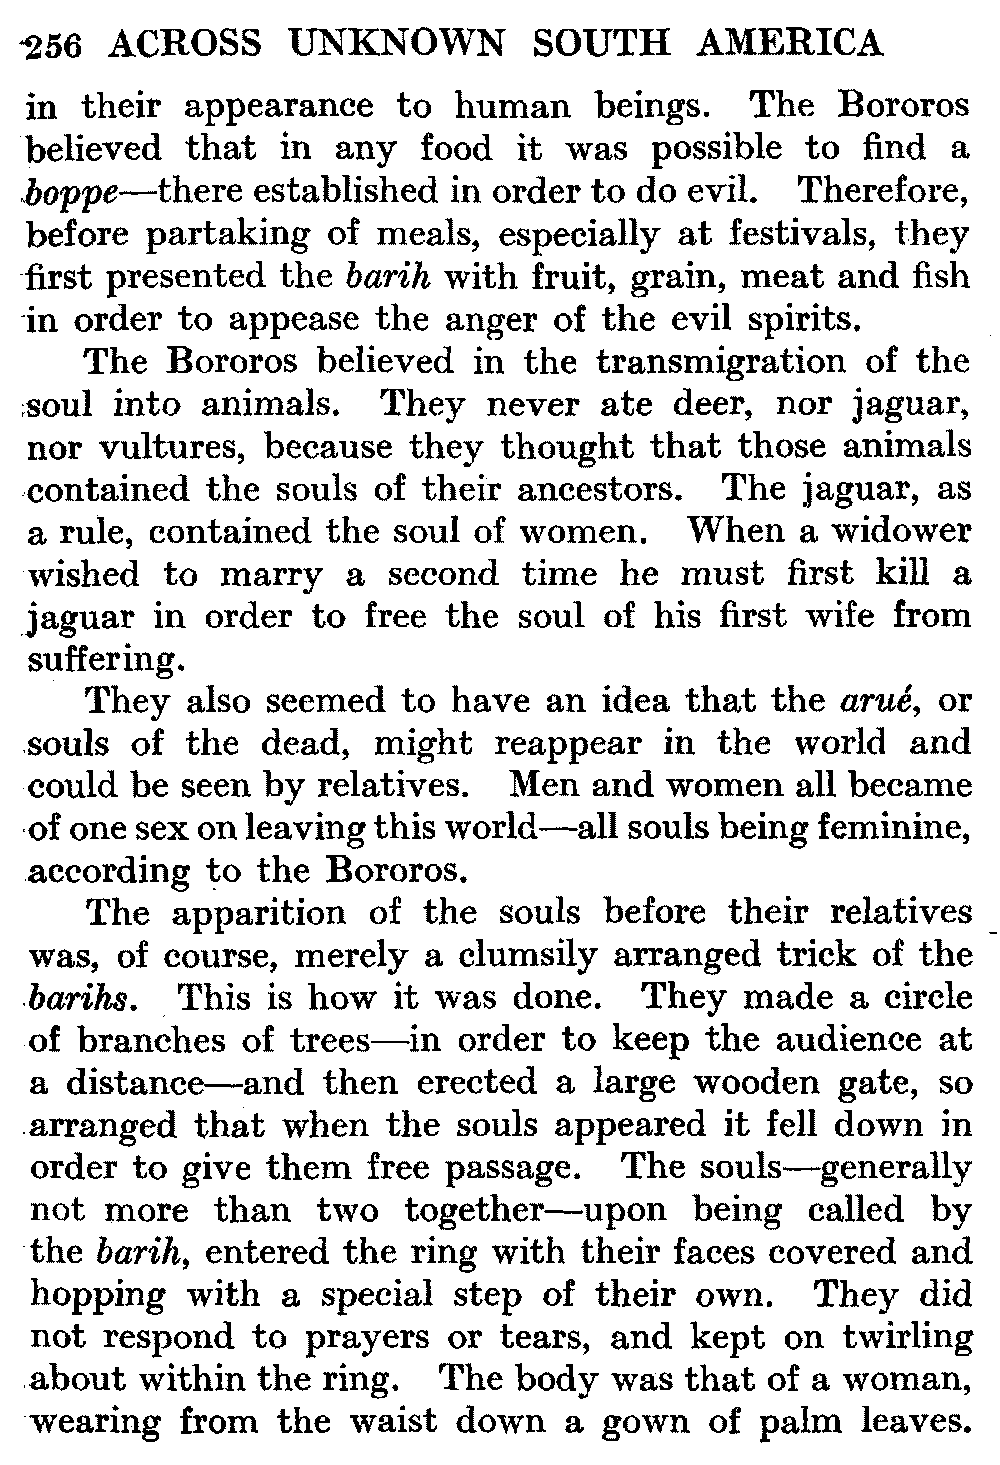 256 ACROSS UNKNOWN SOUTH AMERICA
in their appearance to human beings. The Bororos
believed that in any food it was possible to find a
boppe—there established in order to do evil. Therefore,
before partaking of meals, especially at festivals, they
first presented the barih with fruit, grain, meat and fish
in order to appease the anger of the evil spirits.
The Bororos believed in the transmigration of the
soul into animals. They never ate deer, nor jaguar,
nor vultures, because they thought that those animals
contained the souls of their ancestors. The jaguar, as
a rule, contained the soul of women. When a widower
wished to marry a second time he must first kill a
jaguar in order to free the soul of his first wife from
suffering.
They also seemed to have an idea that the arué, or
souls of the dead, might reappear in the world and
could be seen by relatives. Men and women all became
of one sex on leaving this world—all souls being feminine,
according to the Bororos.
The apparition of the souls before their relatives
was, of course, merely a clumsily arranged trick of the
barihs. This is how it was done. They made a circle
of branches of trees—in order to keep the audience at
a distance—and then erected a large wooden gate, so
arranged that when the souls appeared it fell down in
order to give them free passage. The souls—generally
not more than two together—upon being called by
the barih, entered the ring with their faces covered and
hopping with a special step of their own. They did
not respond to prayers or tears, and kept on twirling
about within the ring. The body was that of a woman,
wearing from the waist down a gown of palm leaves.